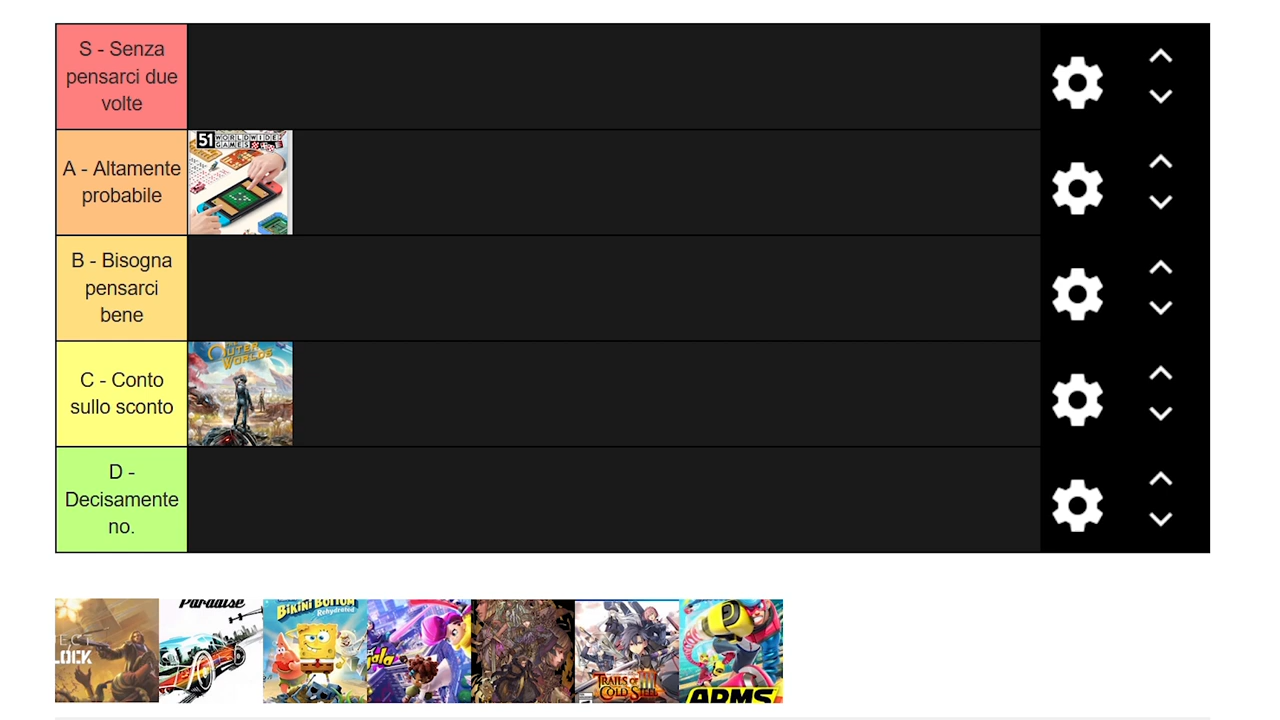 S - Senza
pensarci due
volte
A - Altamente
probabile
51 WORLDWIDE
GAMES
B - Bisogna
pensarci
bene
C - Conto
sullo sconto
OUTER
WORLDS
D -
Decisamente
no.
Paradise
BIKINI BOTTOM
Rehydrated
TRAILS OF
COLD STEEL III
ARMS